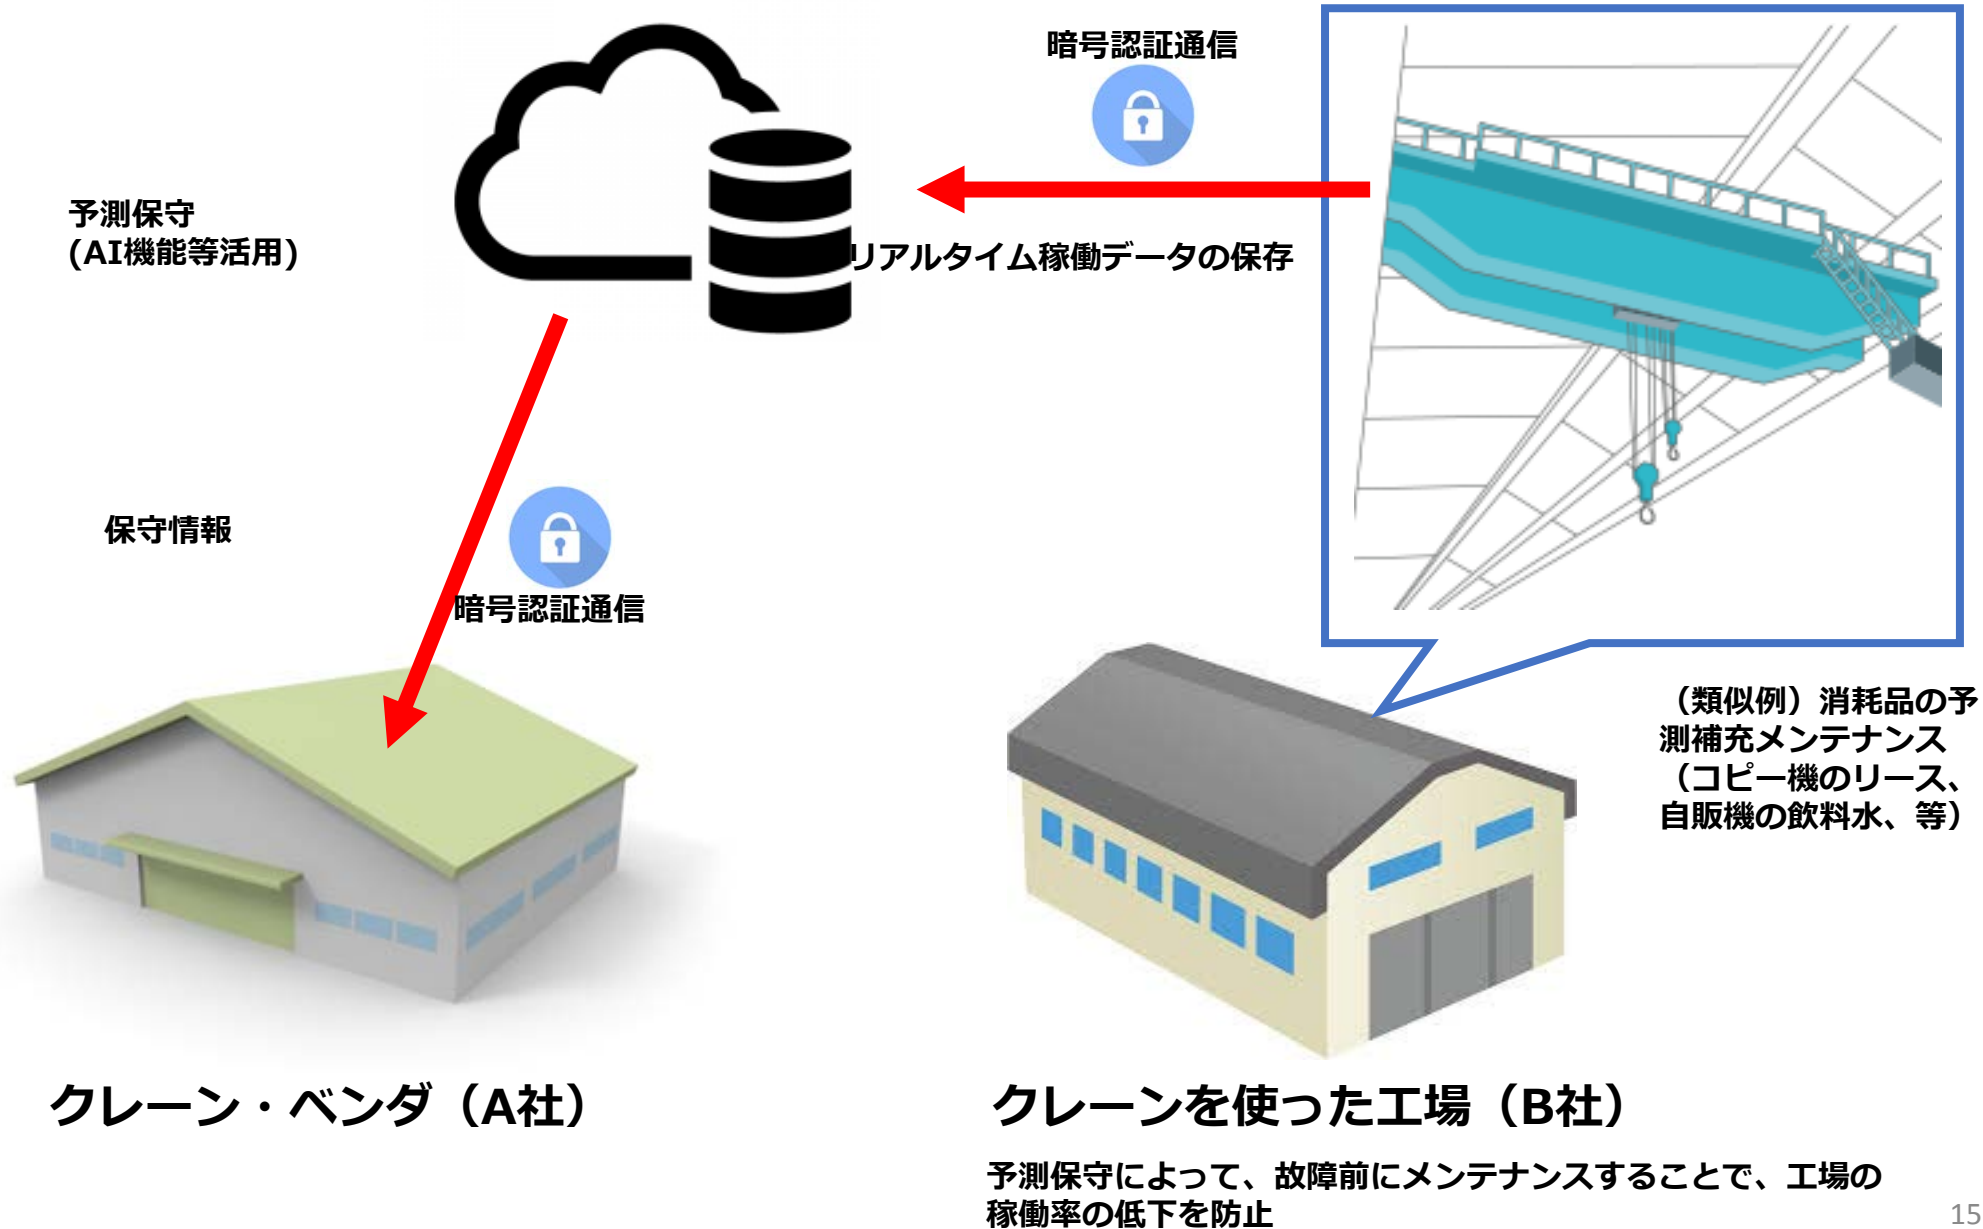 暗号認証通信
予測保守
(AI機能等活用)
リアルタイム稼働データの保存
保守情報
暗号認証通信
（類似例）消耗品の予
測補充メンテナンス
（コピー機のリース、
自販機の飲料水、等）
クレーン・ベンダ（A社）
クレーンを使った工場（B社）
予測保守によって、故障前にメンテナンスすることで、工場の
稼働率の低下を防止
15